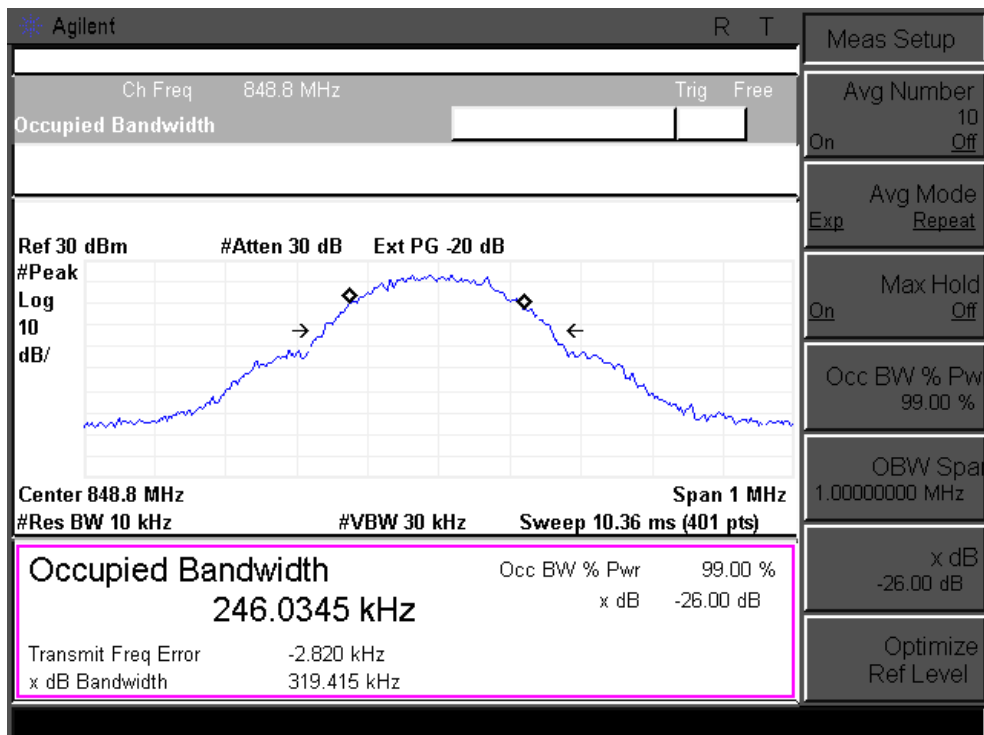 Agilent R T
Ch Freq 848.8 MHz Trig Free
Occupied Bandwidth
Ref 30 dBm #Atten 30 dB Ext PG -20 dB
#Peak
Log
10
dB/
Center 848.8 MHz Span 1 MHz
#Res BW 10 kHz #VBW 30 kHz Sweep 10.36 ms (401 pts)
Occupied Bandwidth Occ BW % Pwr 99.00 %
246.0345 kHz x dB -26.00 dB
Transmit Freq Error -2.820 kHz
x dB Bandwidth 319.415 kHz
Meas Setup
Avg Number
10
On Off
Avg Mode
Exp Repeat
Max Hold
On Off
Occ BW % Pw
99.00 %
OBW Spa
1.00000000 MHz
x dB
-26.00 dB
Optimize
Ref Level